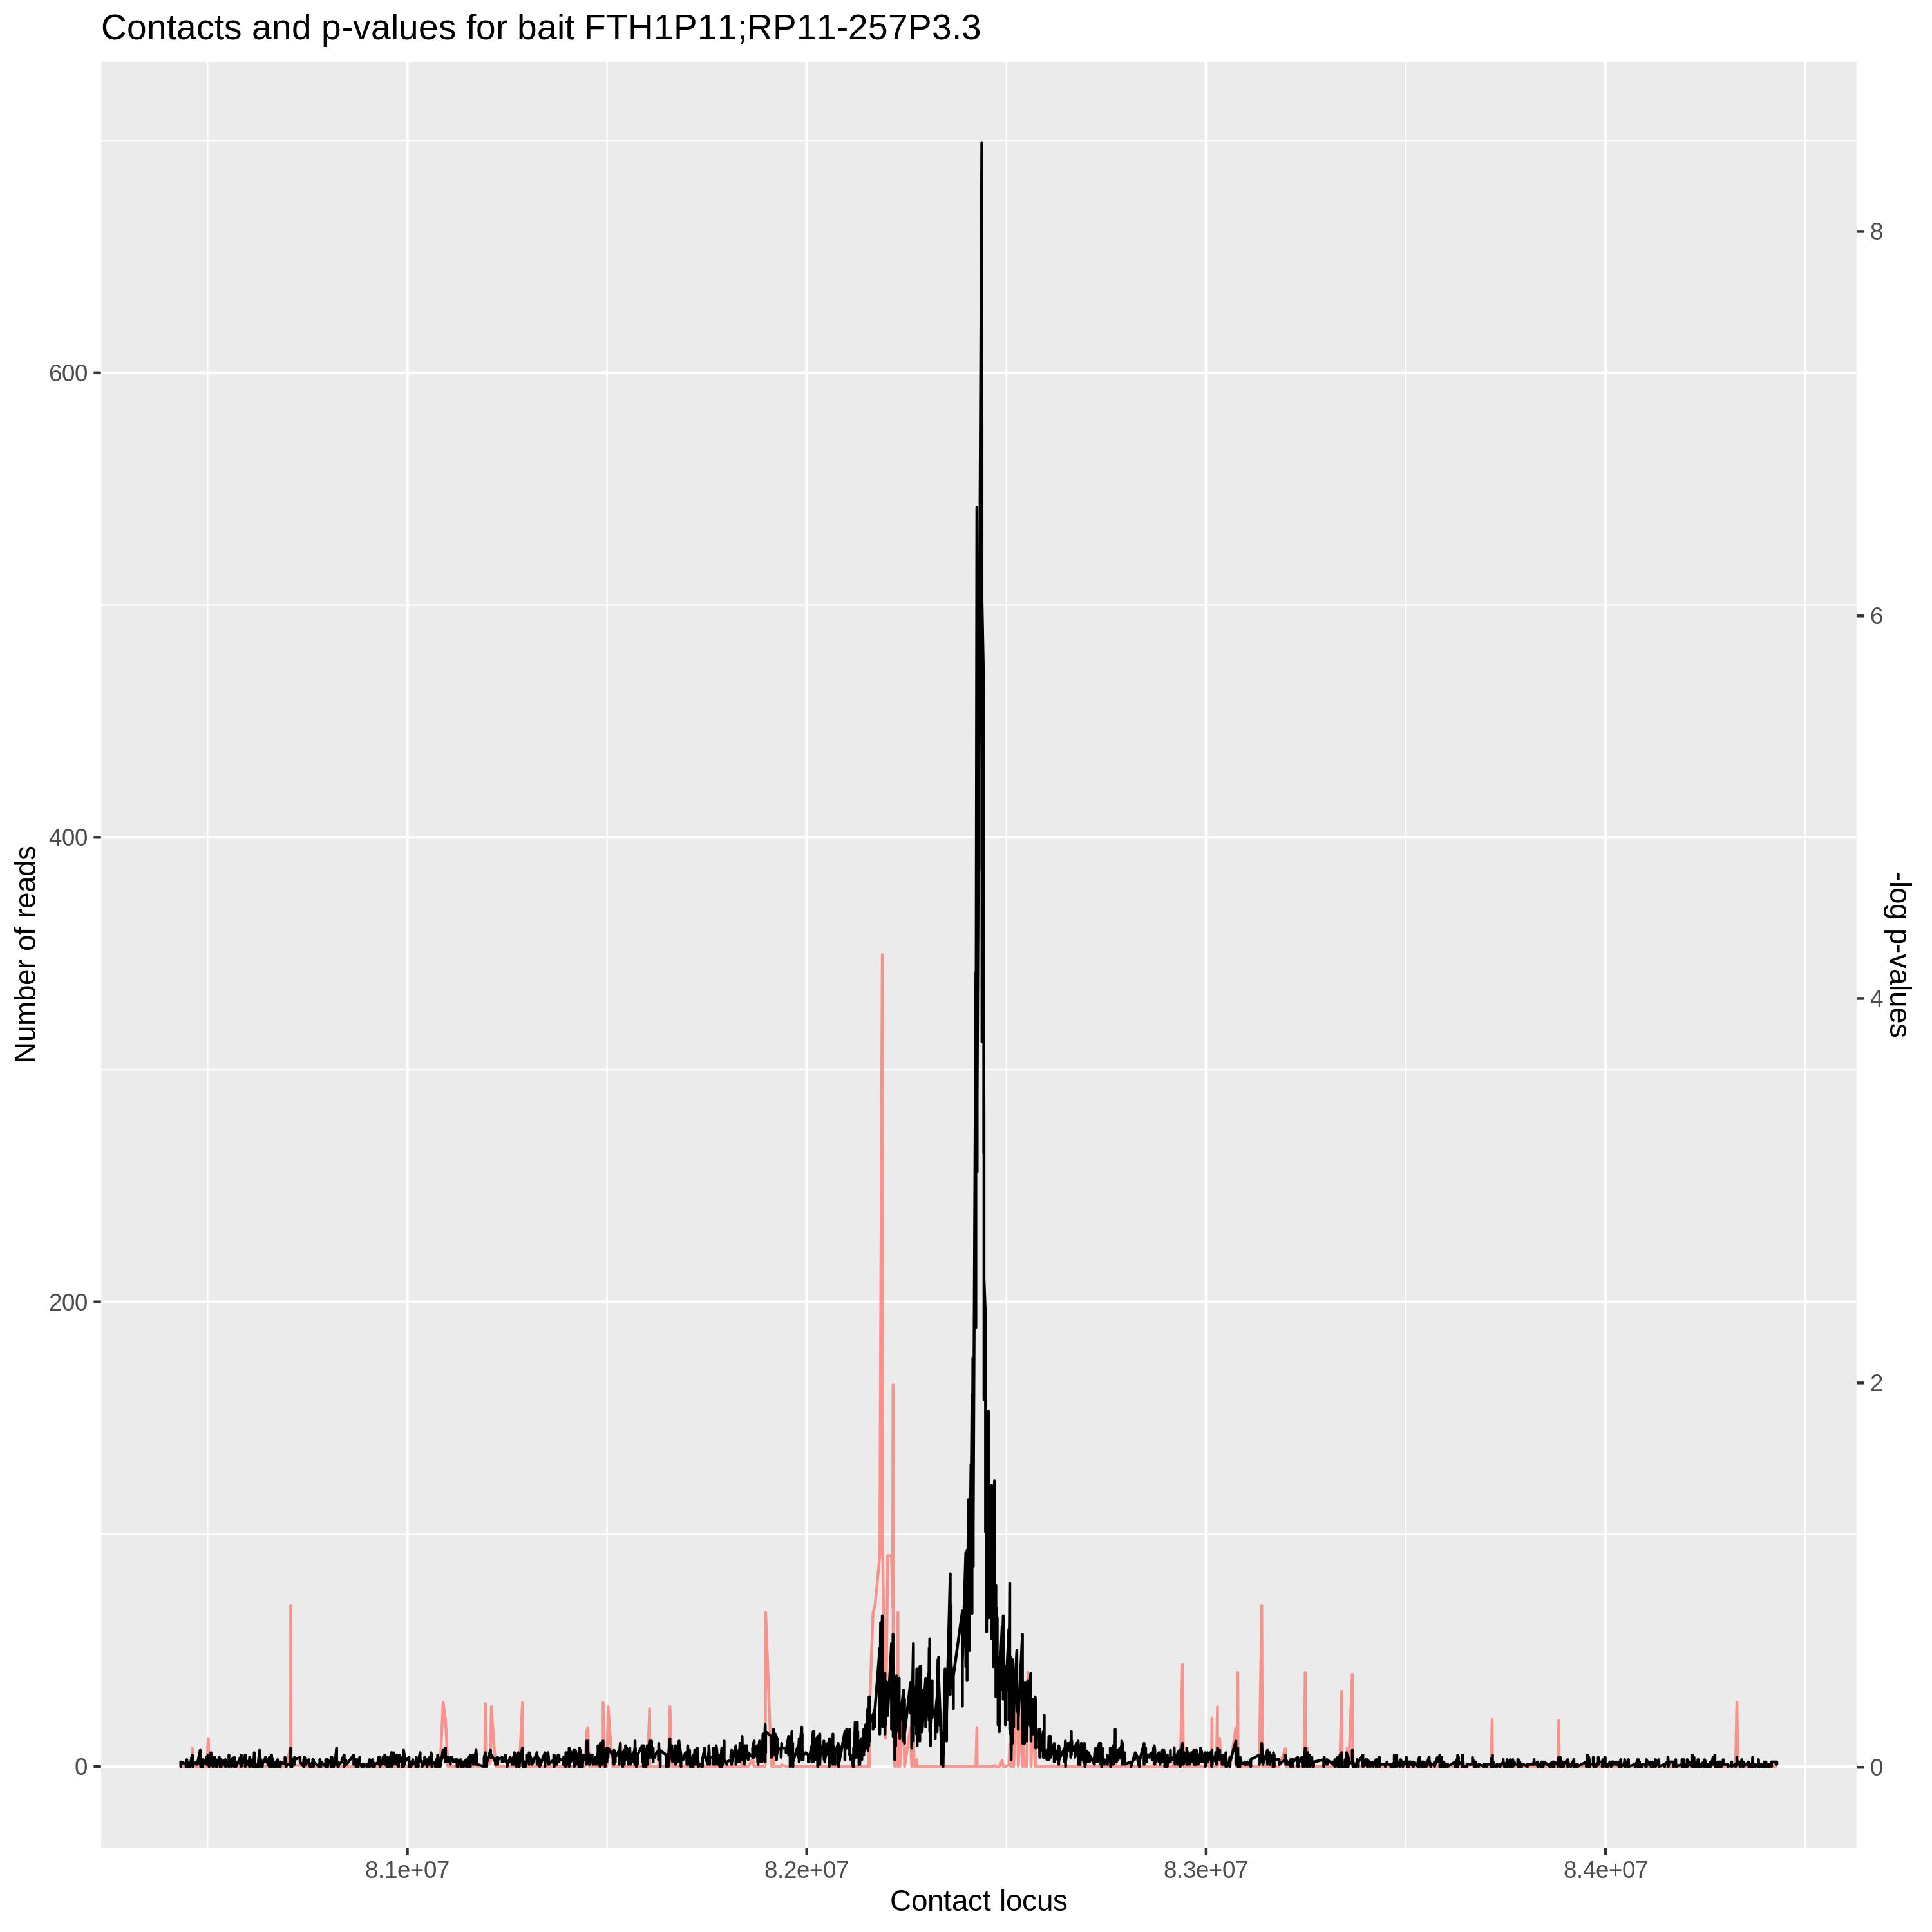 Contacts and p-values for bait FTH1P11;RP11-257P3.3
Number of reads
600
400
200
0
8
6
4
2
0
-log p-values
8.1e+07
8.2e+07
8.3e+07
8.4e+07
Contact locus